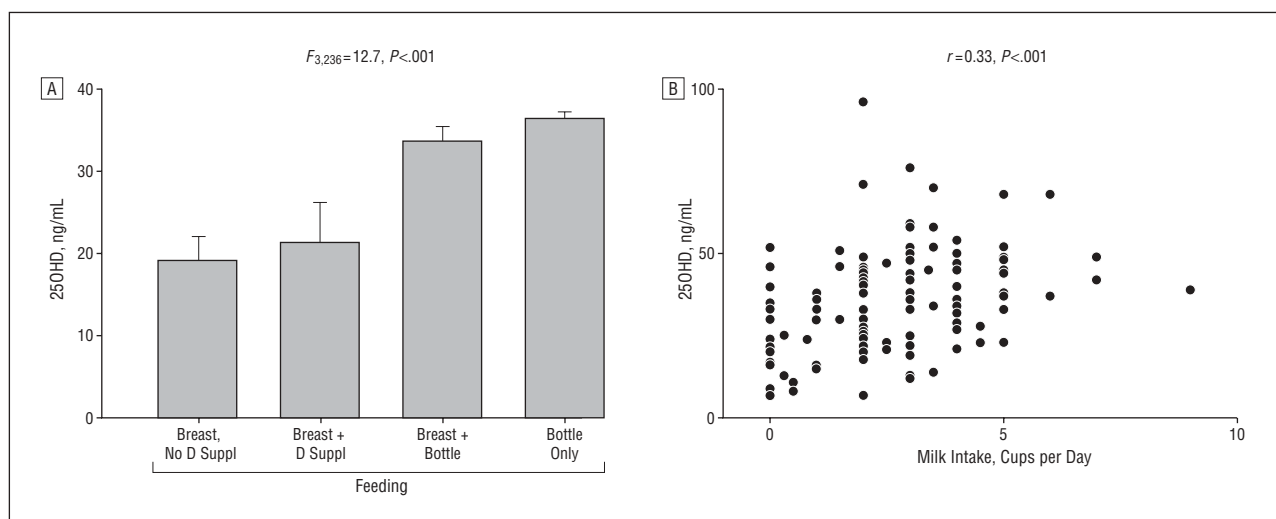 F3,236=12.7, P<.001
A
40
30
20
10
0
25OHD, ng/mL
Breast,
No D Suppl
Breast +
D Suppl
Breast +
Bottle
Bottle
Only
Feeding
r=0.33, P<.001
B
100
50
0
25OHD, ng/mL
0
5
10
Milk Intake, Cups per Day